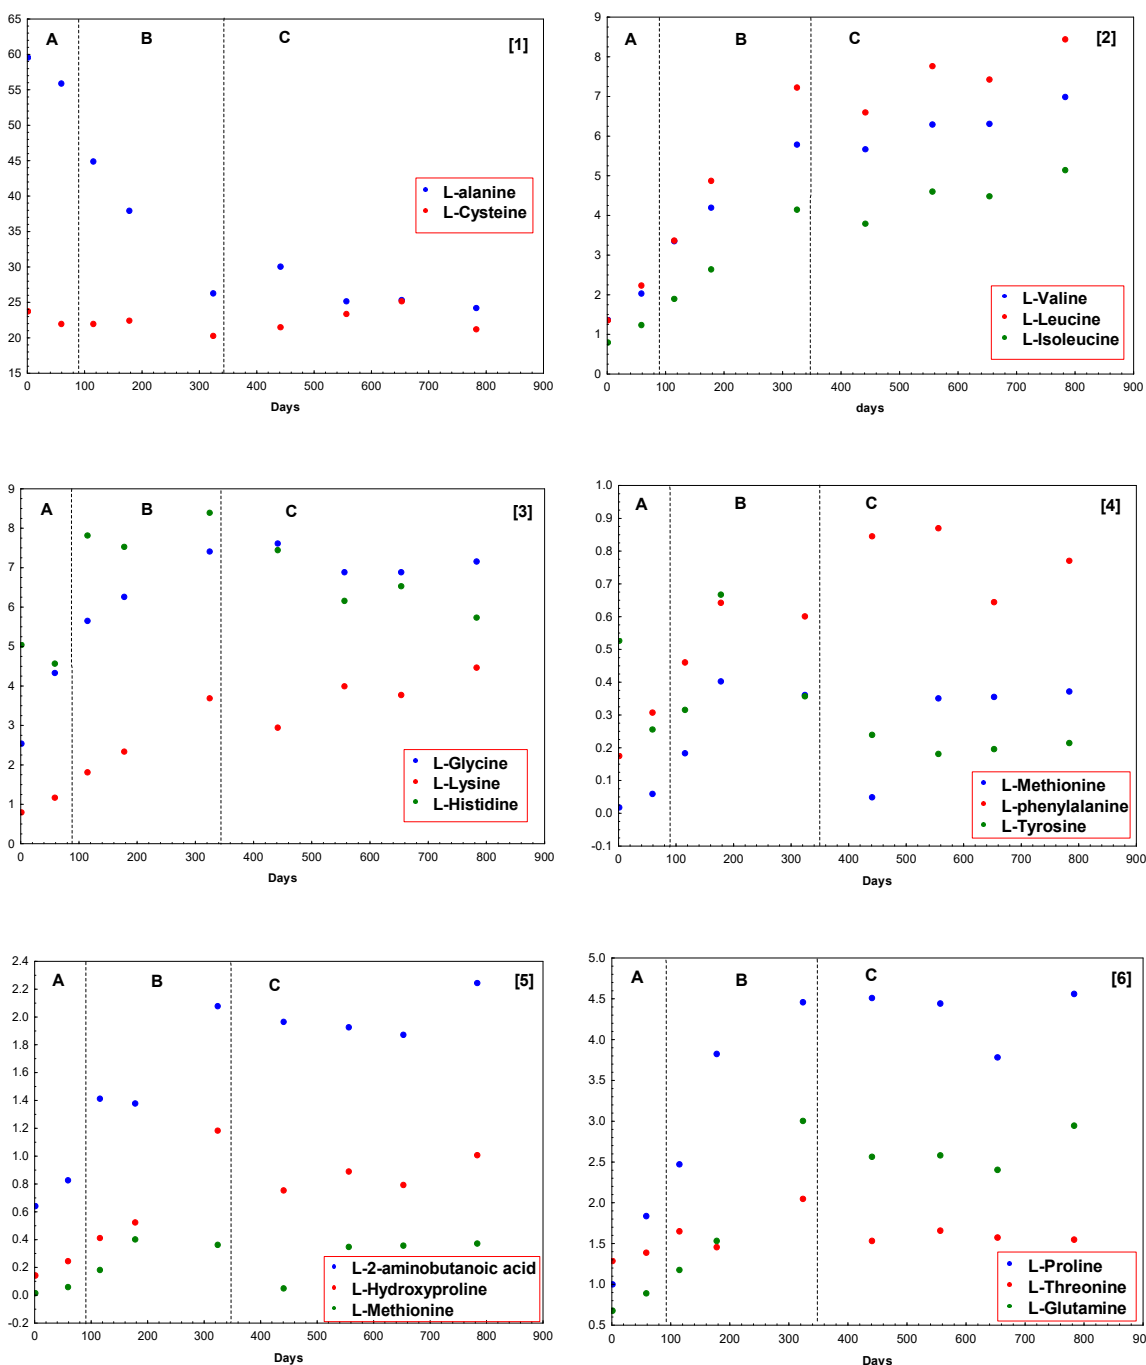 A B C [1]
65
60
55
50
45
40
35
30
25
20
15
L-alanine
L-Cysteine
0 100 200 300 400 500 600 700 800 900
Days
A B C [2]
9
8
7
6
5
4
3
2
1
0
L-Valine
L-Leucine
L-Isoleucine
0 100 200 300 400 500 600 700 800 900
days
A B C [3]
9
8
7
6
5
4
3
2
1
0
L-Glycine
L-Lysine
L-Histidine
0 100 200 300 400 500 600 700 800 900
Days
A B C [4]
1.0
0.9
0.8
0.7
0.6
0.5
0.4
0.3
0.2
0.1
0.0
-0.1
L-Methionine
L-phenylalanine
L-Tyrosine
0 100 200 300 400 500 600 700 800 900
Days
A B C [5]
2.4
2.2
2.0
1.8
1.6
1.4
1.2
1.0
0.8
0.6
0.4
0.2
0.0
-0.2
L-2-aminobutanoic acid
L-Hydroxyproline
L-Methionine
0 100 200 300 400 500 600 700 800 900
Days
A B C [6]
5.0
4.5
4.0
3.5
3.0
2.5
2.0
1.5
1.0
0.5
L-Proline
L-Threonine
L-Glutamine
0 100 200 300 400 500 600 700 800 90
Days